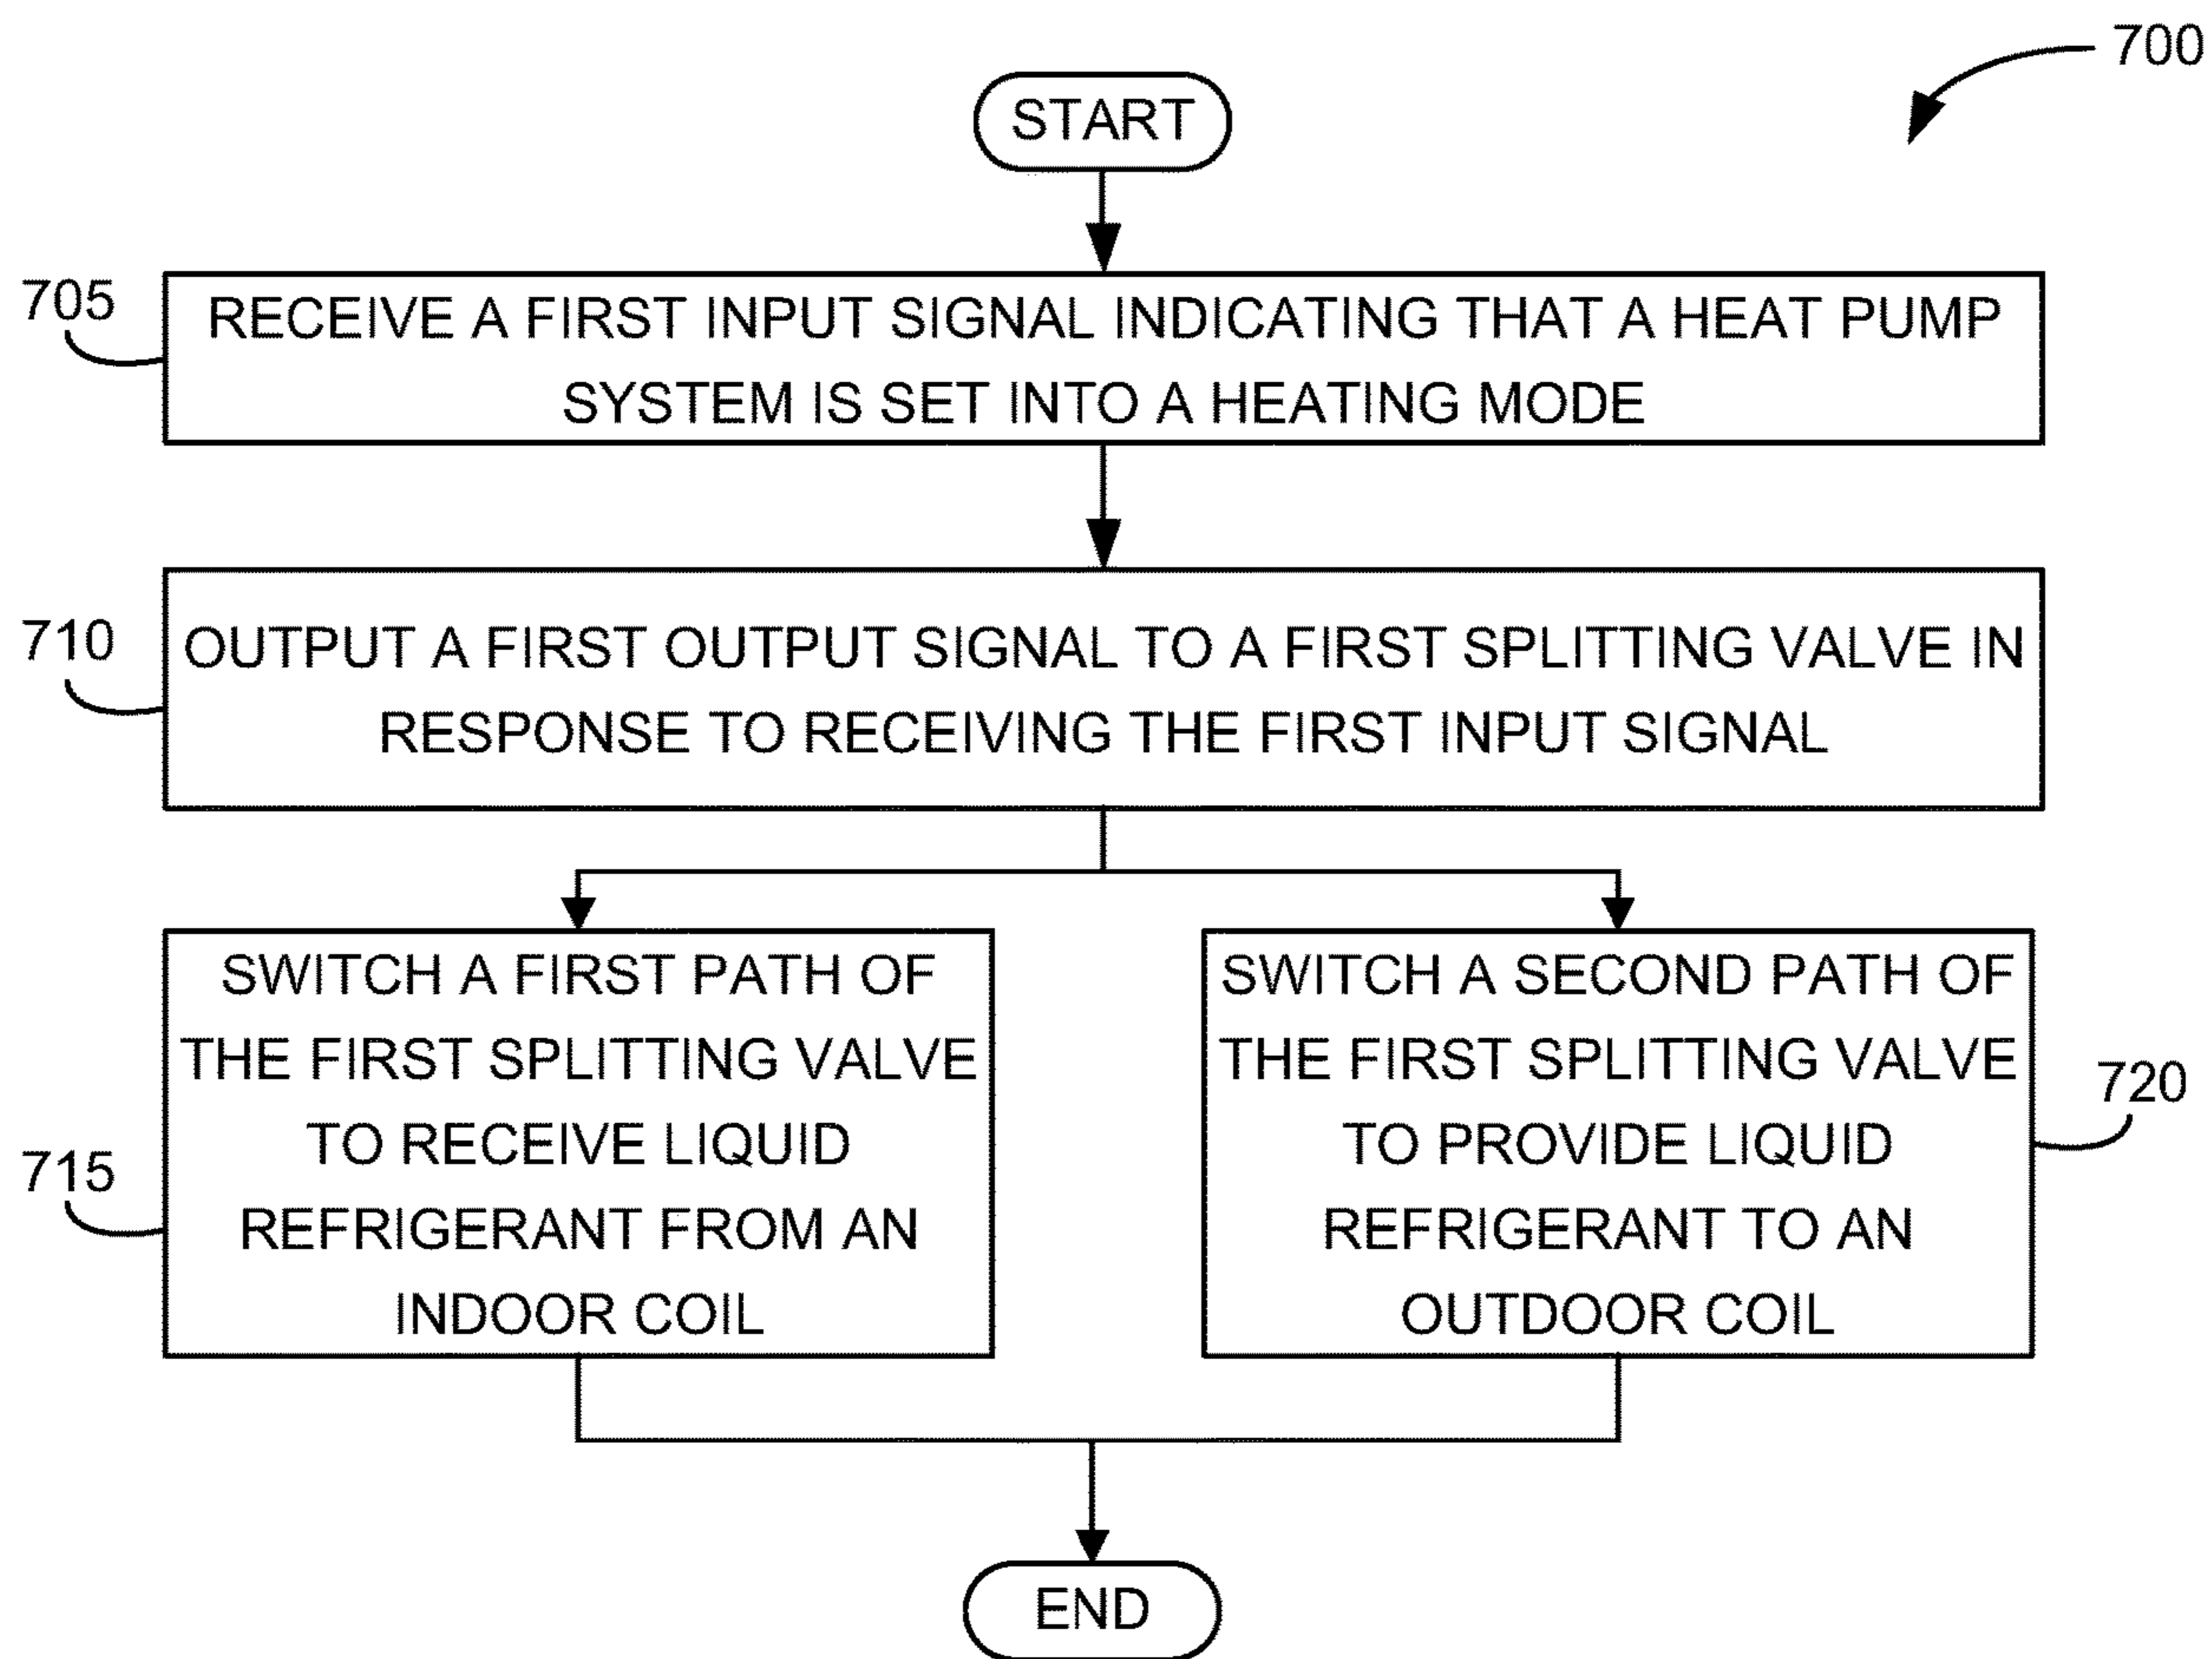 700
START
705
RECEIVE A FIRST INPUT SIGNAL INDICATING THAT A HEAT PUMP
SYSTEM IS SET INTO A HEATING MODE
710
OUTPUT A FIRST OUTPUT SIGNAL TO A FIRST SPLITTING VALVE IN
RESPONSE TO RECEIVING THE FIRST INPUT SIGNAL
715
SWITCH A FIRST PATH OF
THE FIRST SPLITTING VALVE
TO RECEIVE LIQUID
REFRIGERANT FROM AN
INDOOR COIL
SWITCH A SECOND PATH OF
THE FIRST SPLITTING VALVE
TO PROVIDE LIQUID
REFRIGERANT TO AN
OUTDOOR COIL
720
END